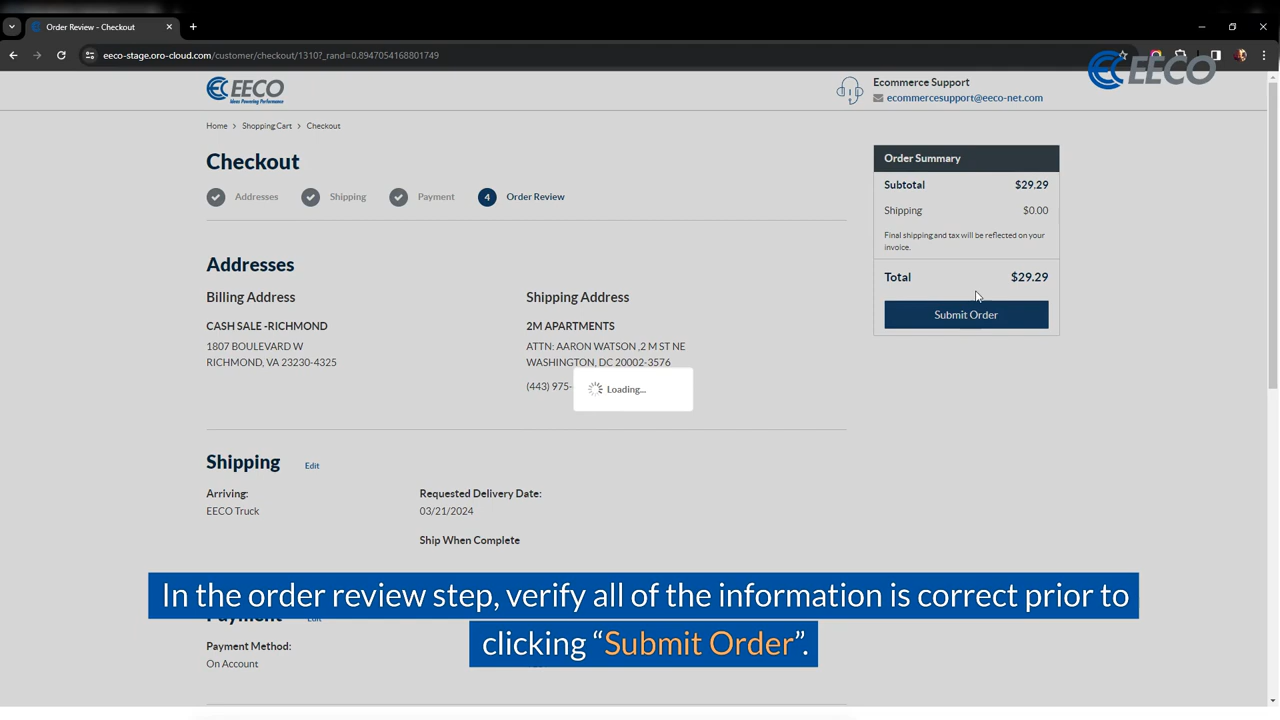 Order Review - Checkout
eeco-stage.oro-cloud.com/customer/checkout/1310?_rand=0.8947054168801749
EECO
EECO
Ideas Powering Performance
Ecommerce Support
ecommercesupport@eeco-net.com
Home > Shopping Cart > Checkout
Checkout
Addresses
Shipping
Payment
4 Order Review
Order Summary
Subtotal $29.29
Shipping $0.00
Final shipping and tax will be reflected on your
invoice.
Total $29.29
Submit Order
Addresses
Billing Address
CASH SALE -RICHMOND
1807 BOULEVARD W
RICHMOND, VA 23230-4325
Shipping Address
2M APARTMENTS
ATTN: AARON WATSON ,2 M ST NE
WASHINGTON, DC 20002-3576
(443) 975-
Loading...
Shipping Edit
Arriving:
EECO Truck
Requested Delivery Date:
03/21/2024
Ship When Complete
In the order review step, verify all of the information is correct prior to
clicking “Submit Order”.
Payment Edit
Payment Method:
On Account